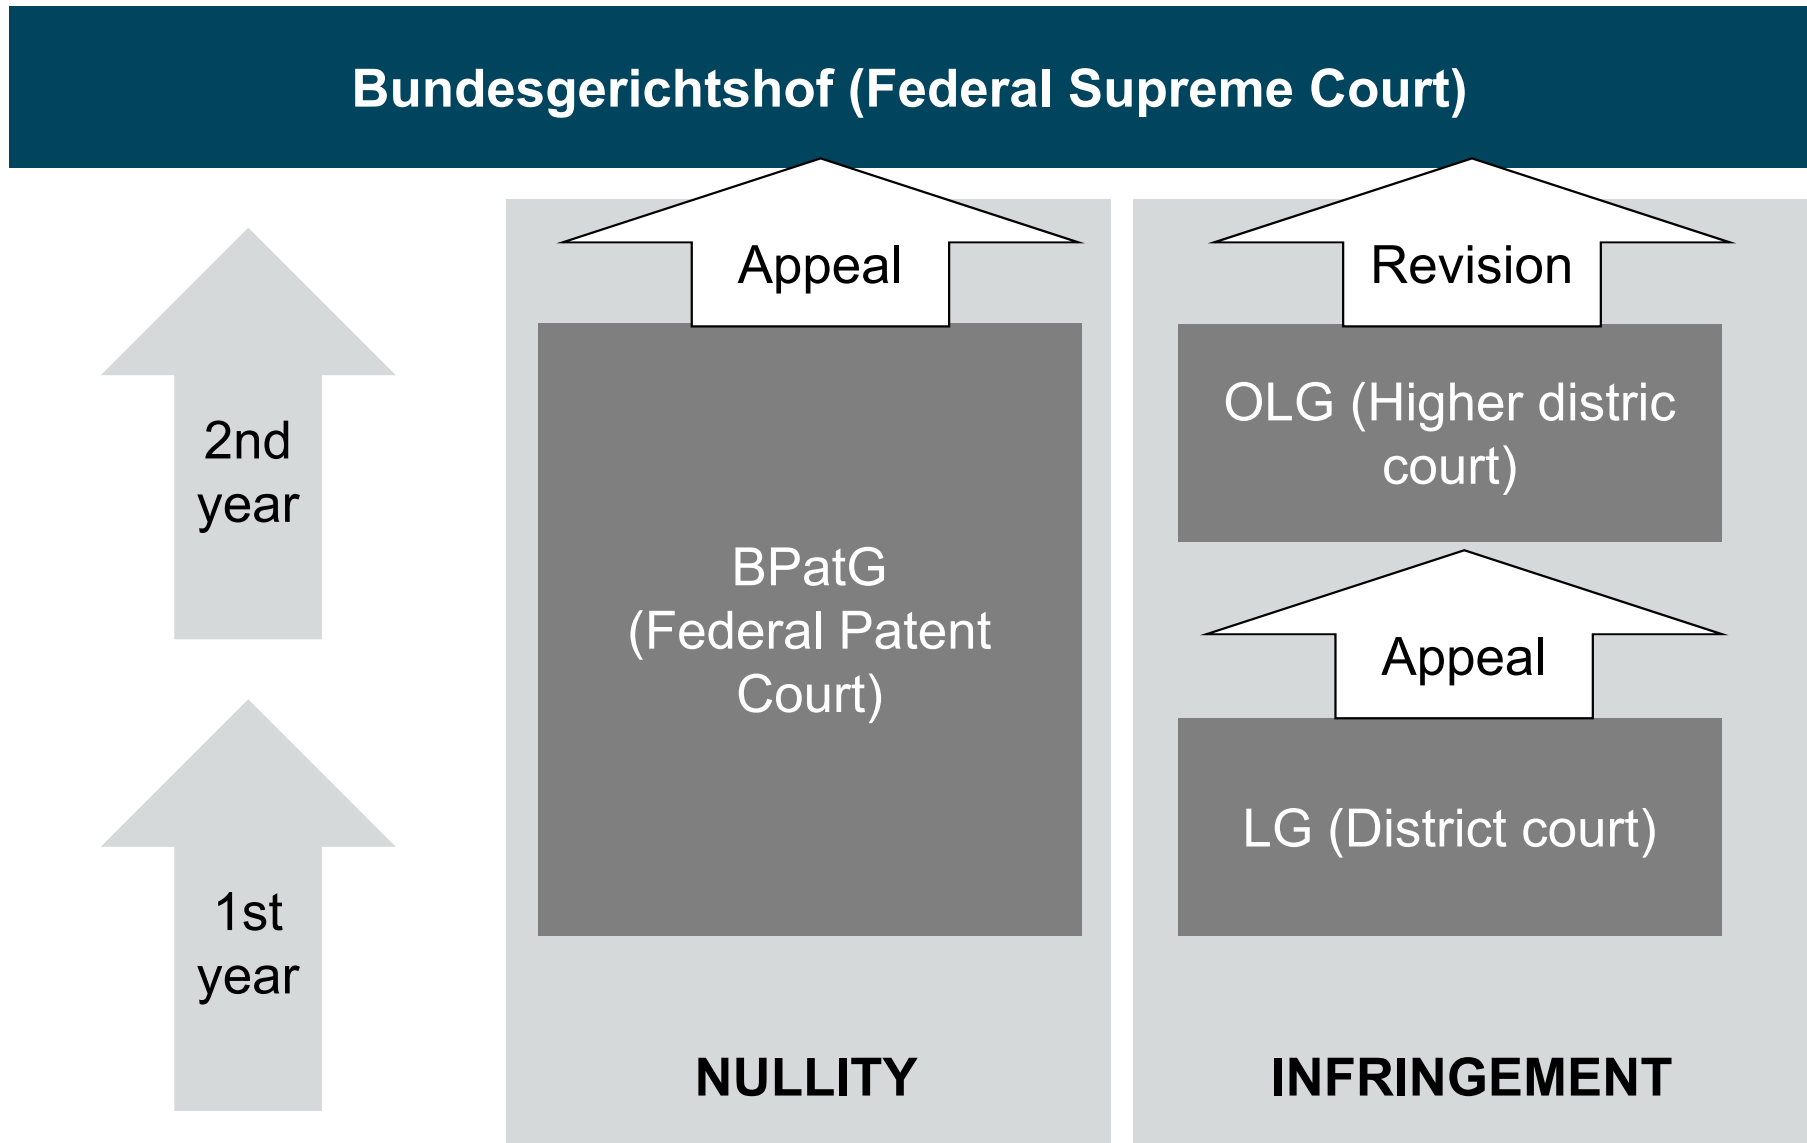 Bundesgerichtshof (Federal Supreme Court)
2nd
year
1st
year
Appeal
BPatG
(Federal Patent
Court)
NULLITY
Revision
OLG (Higher distric
court)
Appeal
LG (District court)
INFRINGEMENT